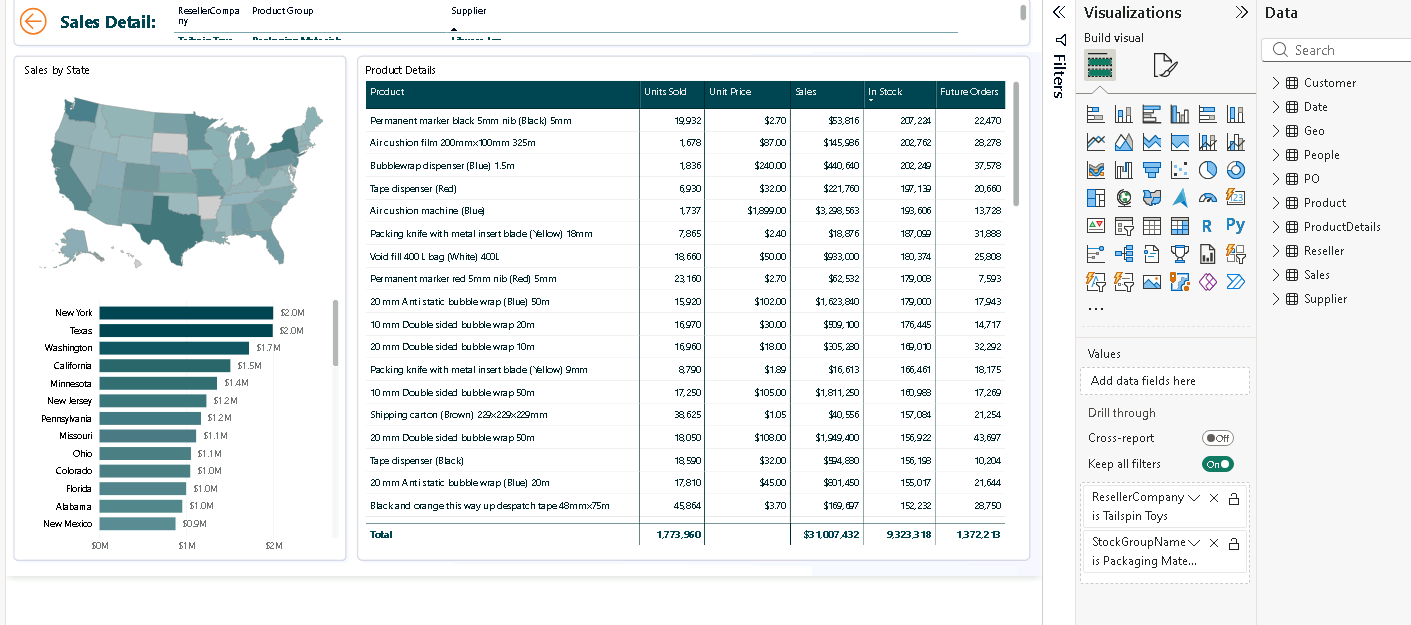 ResellerCompa
ny
Product Group
Supplier
Sales Detail:
Sales by State
New York $2.0M
Texas $2.0M
Washington $1.7M
California $1.5M
Minnesota $1.4M
New Jersey $1.2M
Pennsylvania $1.2M
Missouri $1.1M
Ohio $1.1M
Colorado $1.0M
Florida $1.0M
Alabama $1.0M
New Mexico $0.9M
$0M $1M $2M
Product Details
Product Units Sold Unit Price Sales In Stock Future Orders
Permanent marker black 5mm nib (Black) 5mm 19,932 $2.70 $53,816 207,224 22,470
Air cushion film 200mmx100mm 325m 1,678 $87.00 $145,986 202,762 28,278
Bubblewrap dispenser (Blue) 1.5m 1,836 $240.00 $440,640 202,249 37,578
Tape dispenser (Red) 6,930 $32.00 $221,760 197,139 20,660
Air cushion machine (Blue) 1,737 $1,899.00 $3,298,563 193,606 13,728
Packing knife with metal insert blade (Yellow) 18mm 7,865 $2.40 $18,876 187,099 31,888
Void fill 400 L bag (White) 400L 18,660 $50.00 $933,000 180,374 25,808
Permanent marker red 5mm nib (Red) 5mm 23,160 $2.70 $62,532 179,008 7,593
20 mm Anti static bubble wrap (Blue) 50m 15,920 $102.00 $1,623,840 179,000 17,943
10 mm Double sided bubble wrap 20m 16,970 $30.00 $509,100 176,445 14,717
20 mm Double sided bubble wrap 10m 16,960 $18.00 $305,280 169,010 32,292
Packing knife with metal insert blade (Yellow) 9mm 8,790 $1.89 $16,613 166,461 18,175
10 mm Double sided bubble wrap 50m 17,250 $105.00 $1,811,250 160,988 17,269
Shipping carton (Brown) 229x229x229mm 38,625 $1.05 $40,556 157,084 21,254
20 mm Double sided bubble wrap 50m 18,050 $108.00 $1,949,400 156,922 43,697
Tape dispenser (Black) 18,590 $32.00 $594,880 156,198 10,204
20 mm Anti static bubble wrap (Blue) 20m 17,810 $45.00 $801,450 155,017 21,644
Black and orange this way up despatch tape 48mmx75m 45,864 $3.70 $169,697 152,232 28,750
Total 1,773,960 $31,007,432 9,323,318 1,372,213
Filters
Visualizations
Build visual
123
R
Py
...
Values
Add data fields here
Drill through
Cross-report Off
Keep all filters On
ResellerCompany
is Tailspin Toys
StockGroupName
is Packaging Mate...
Data
Search
Customer
Date
Geo
People
PO
Product
ProductDetails
Reseller
Sales
Supplier